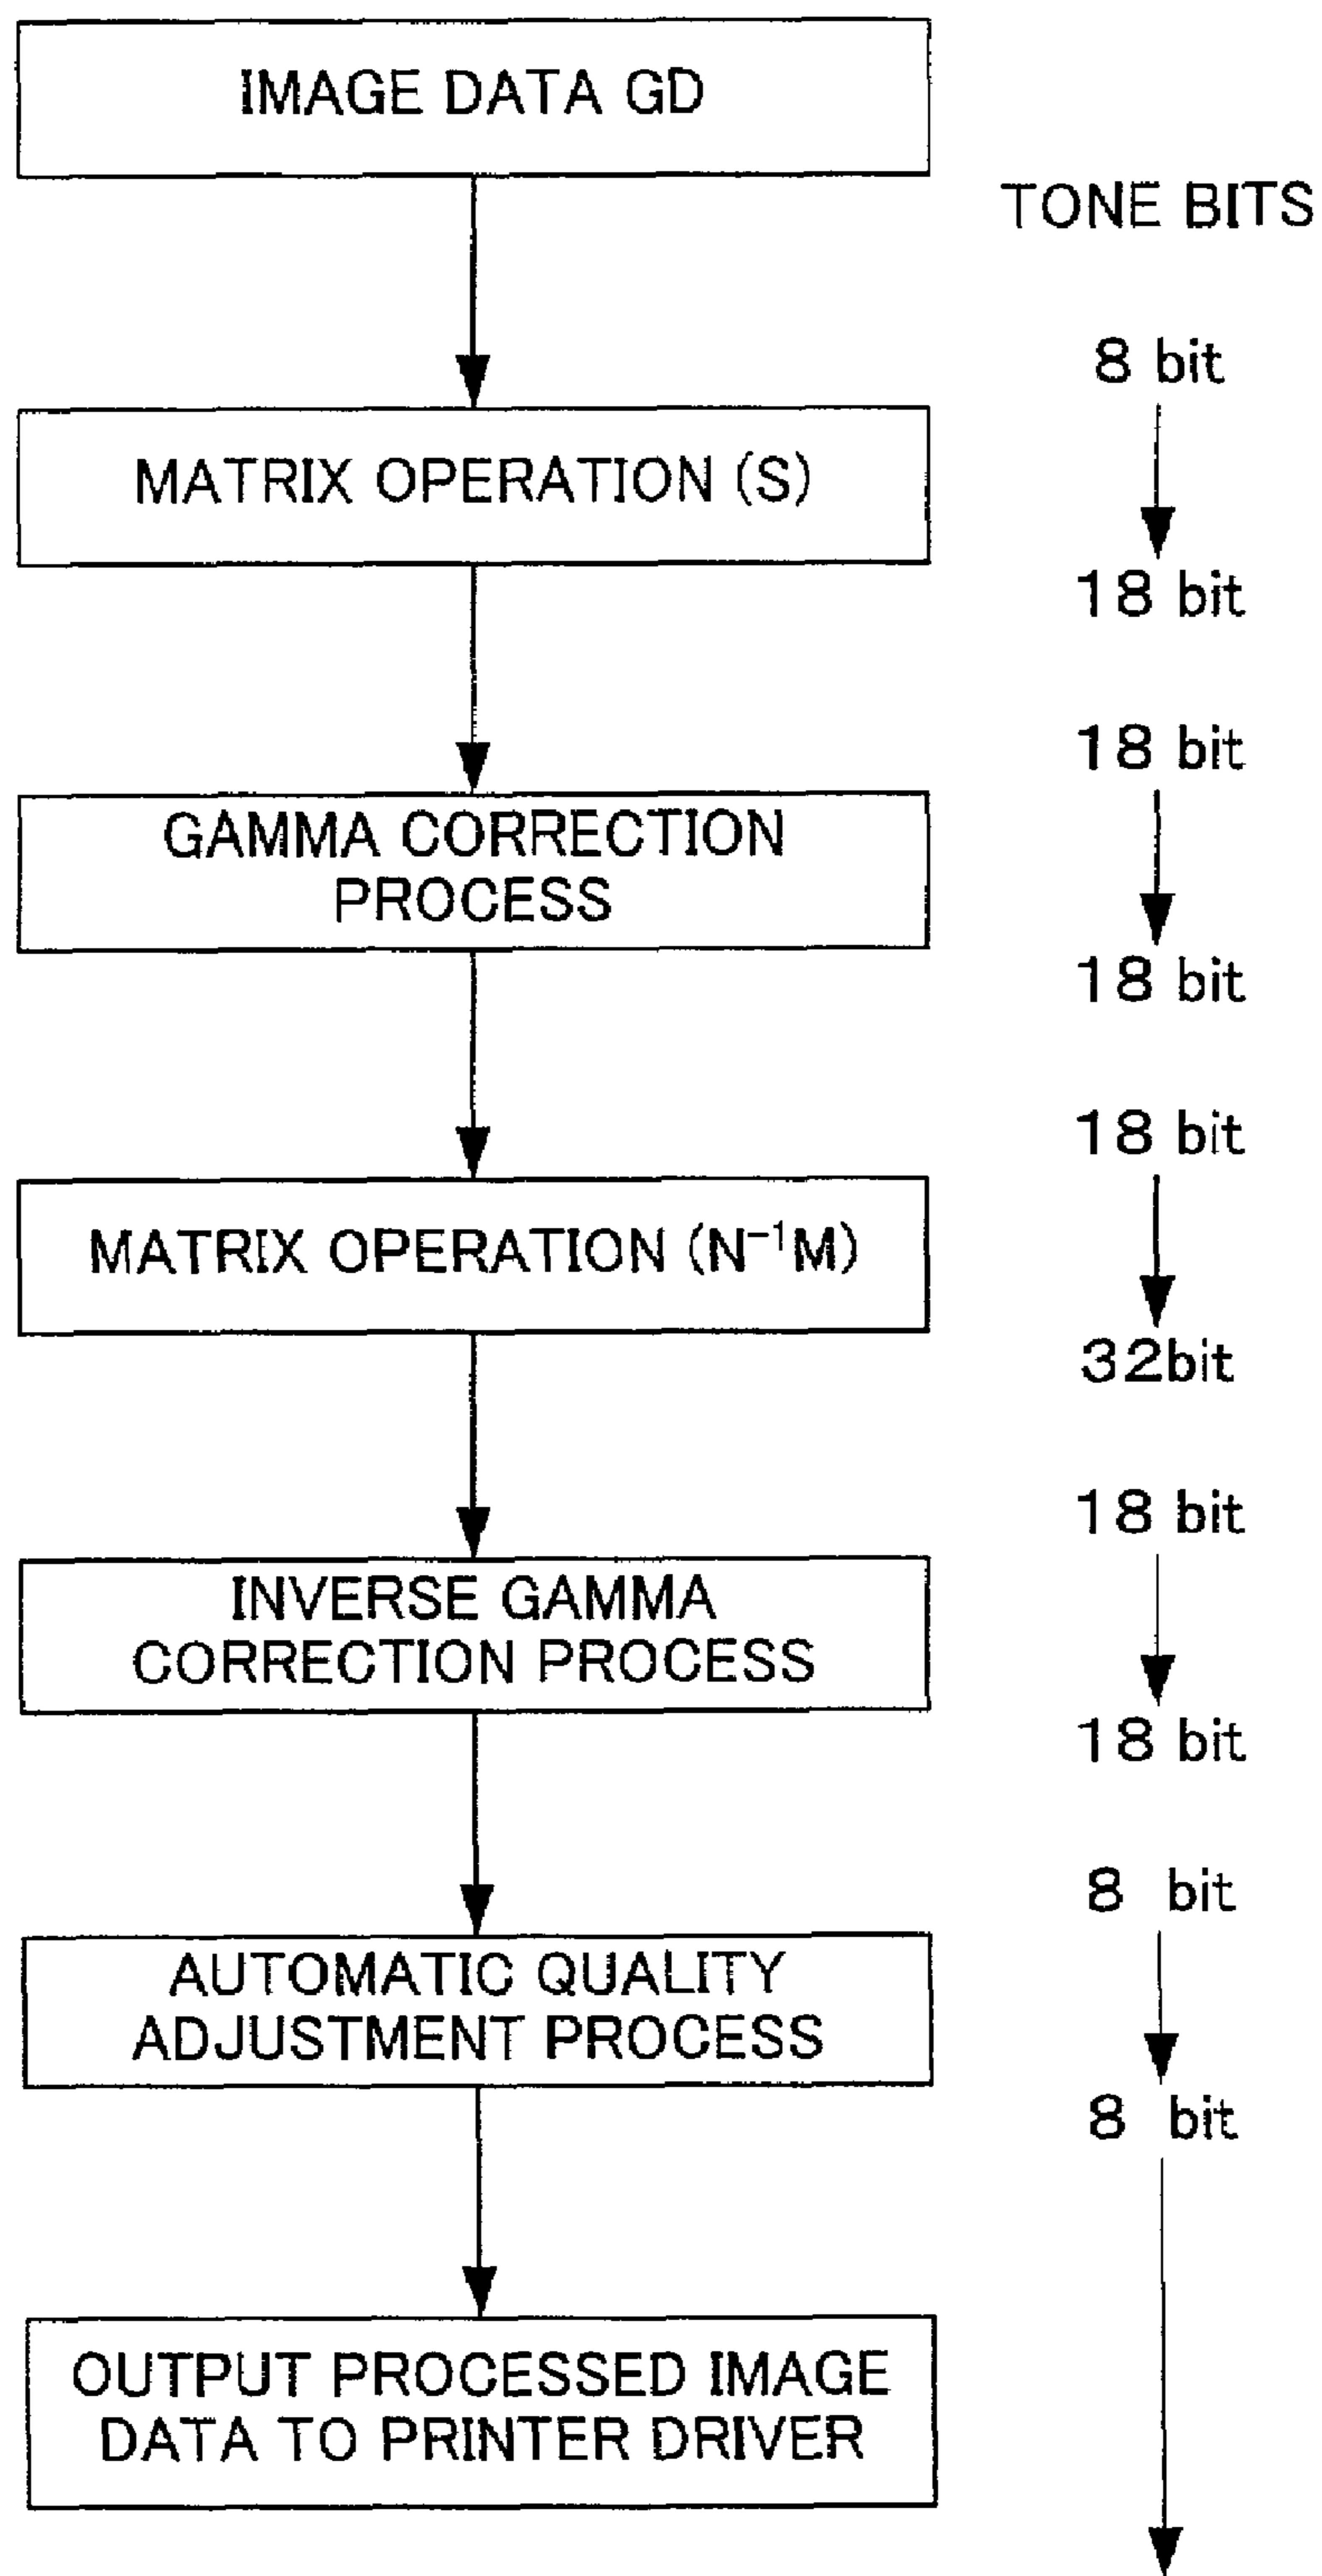 IMAGE DATA GD
TONE BITS
8 bit
MATRIX OPERATION (S)
18 bit
18 bit
GAMMA CORRECTION
PROCESS
18 bit
18 bit
MATRIX OPERATION (N⁻¹M)
32bit
18 bit
INVERSE GAMMA
CORRECTION PROCESS
18 bit
8 bit
AUTOMATIC QUALITY
ADJUSTMENT PROCESS
8 bit
OUTPUT PROCESSED IMAGE
DATA TO PRINTER DRIVER